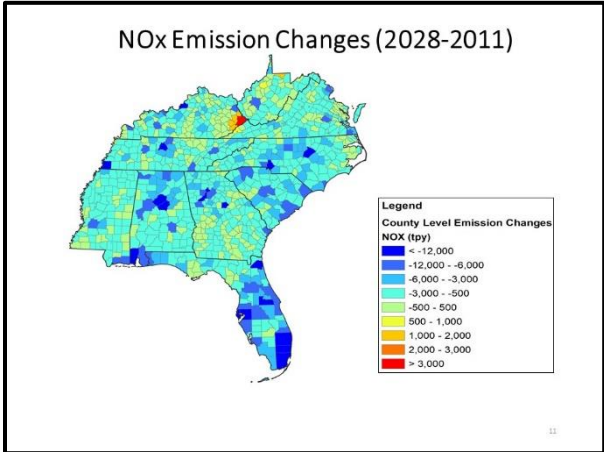 NOx Emission Changes (2028-2011)
Legend
County Level Emission Changes
NOX (tpy)
< -12,000
-12,000 - -6,000
-6,000 - -3,000
-3,000 - -500
-500 - 500
500 - 1,000
1,000 - 2,000
2,000 - 3,000
> 3,000
11